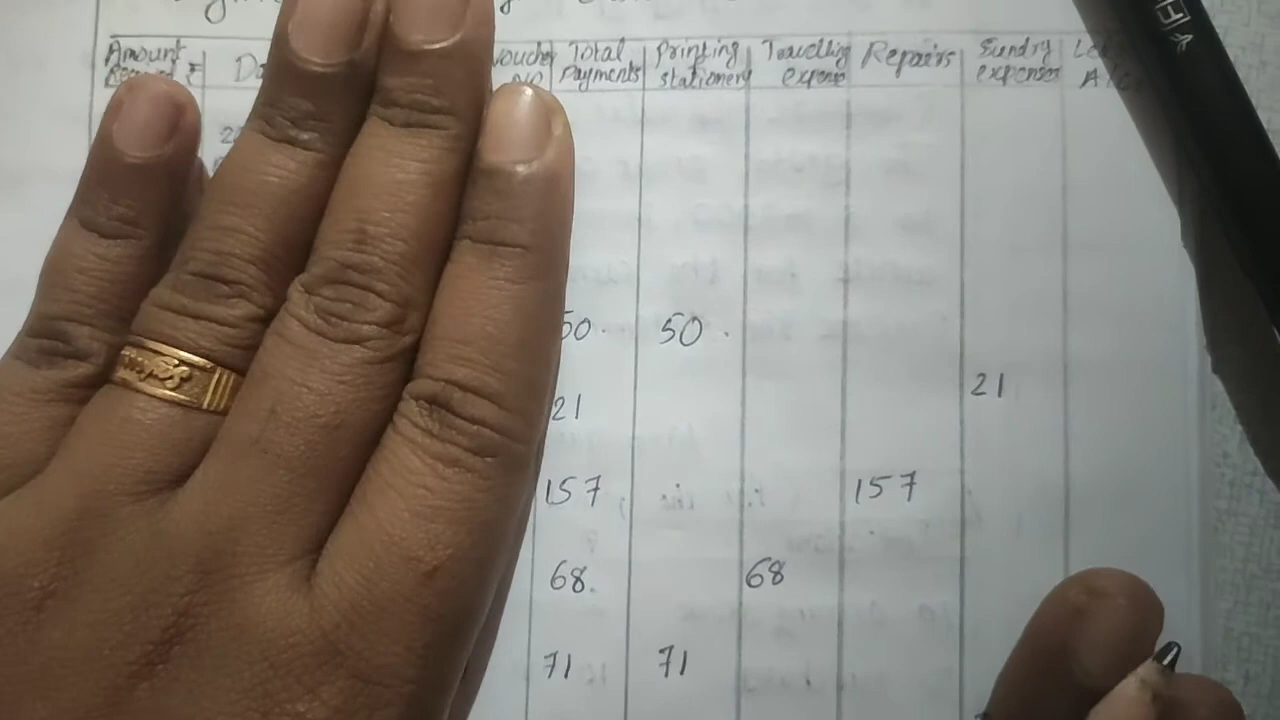 Amount Voucher Total Printing Travelling Repairs Sundry
Payments stationery expense expenses
50 50
21 21
157 157
68 68
71 71